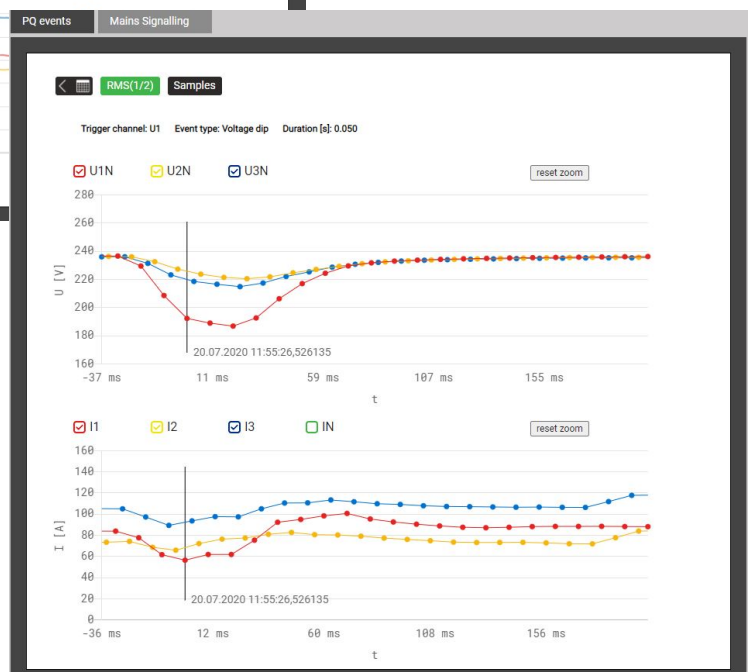 PQ events Mains Signalling
RMS(1/2) Samples
Trigger channel: U1 Event type: Voltage dip Duration [s]: 0.050
U1N U2N U3N reset zoom
280
260
240
220
200
180
160
U [V]
20.07.2020 11:55:26,526135
-37 ms 11 ms 59 ms 107 ms 155 ms
t
I1 I2 I3 IN reset zoom
160
140
120
100
80
60
40
20
0
I [A]
20.07.2020 11:55:26,526135
-36 ms 12 ms 60 ms 108 ms 156 ms
t